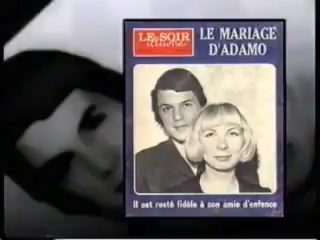 LE SOIR
illustré
LE MARIAGE
D'ADAMO
Il est resté fidèle à son amie d'enfance